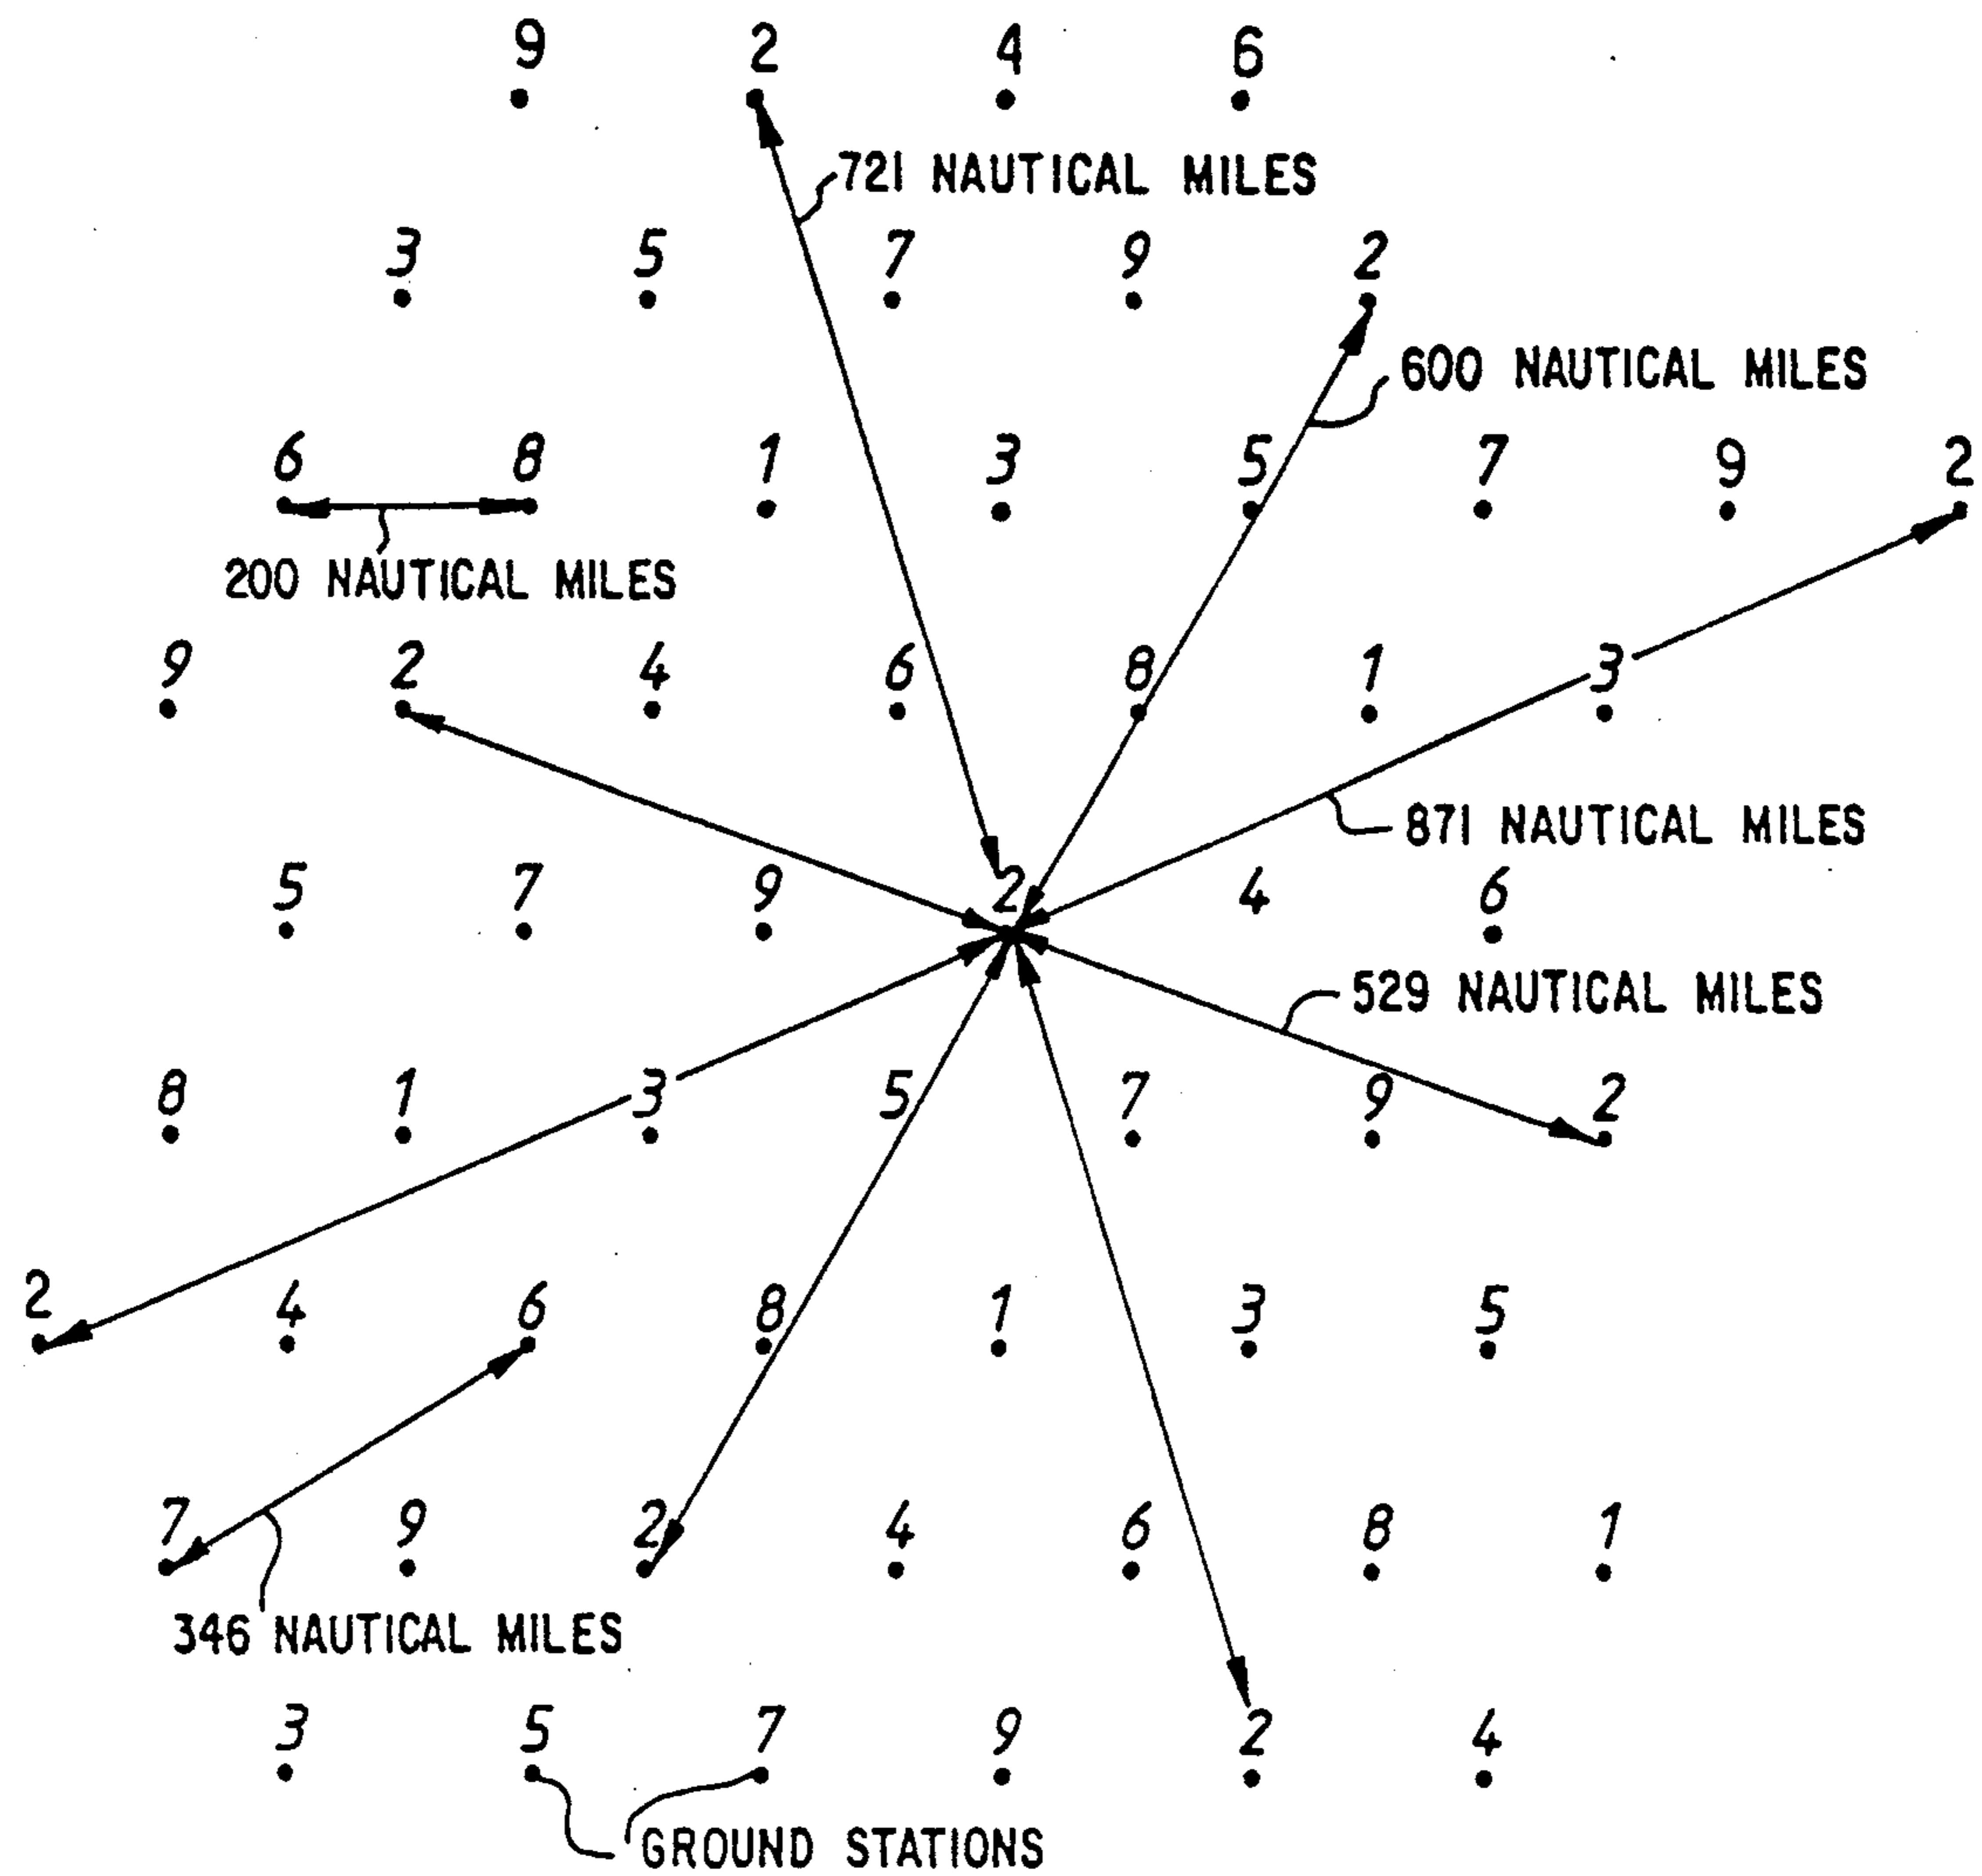 9 2 4 6
721 NAUTICAL MILES
3 5 7 9 2
600 NAUTICAL MILES
6 8 1 3 5 7 9 2
200 NAUTICAL MILES
9 2 4 6 8 1 3
871 NAUTICAL MILES
5 7 9 2 4 6
529 NAUTICAL MILES
8 1 3 5 7 9 2
2 4 6 8 1 3 5
7 9 2 4 6 8 1
346 NAUTICAL MILES
3 5 7 9 2 4
GROUND STATIONS